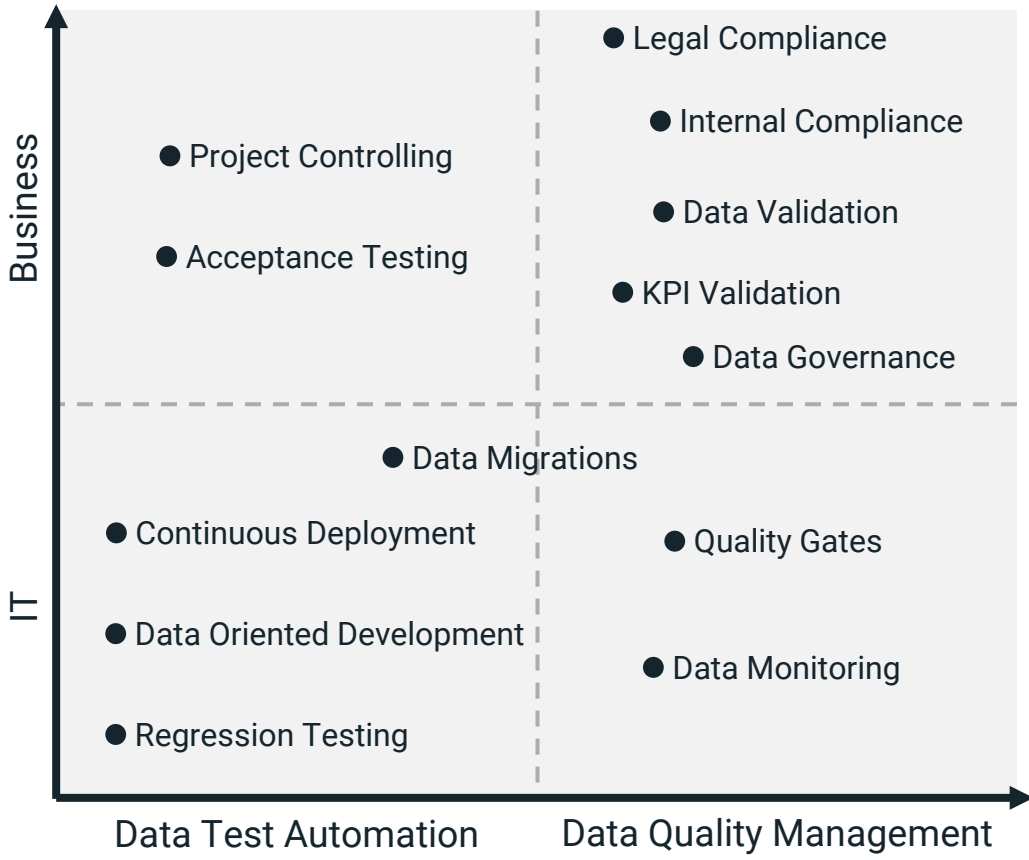 Legal Compliance
Internal Compliance
Project Controlling
Data Validation
Acceptance Testing
KPI Validation
Data Governance
Business
Data Migrations
Continuous Deployment
Quality Gates
Data Oriented Development
Data Monitoring
Regression Testing
IT
Data Test Automation
Data Quality Management